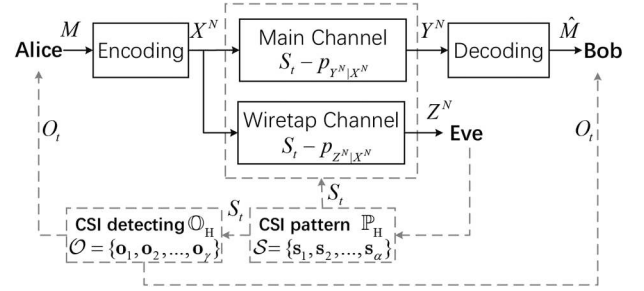 M X^N Y^N M̂
Alice Encoding Main Channel Decoding Bob
S_t − p_{Y^N|X^N}
Z^N
O_t Wiretap Channel Eve O_t
S_t − p_{Z^N|X^N}
S_t
S_t
CSI detecting 𝕆_H CSI pattern ℙ_H
𝒪 = {o_1, o_2, ..., o_γ} 𝒮 = {s_1, s_2, ..., s_α}